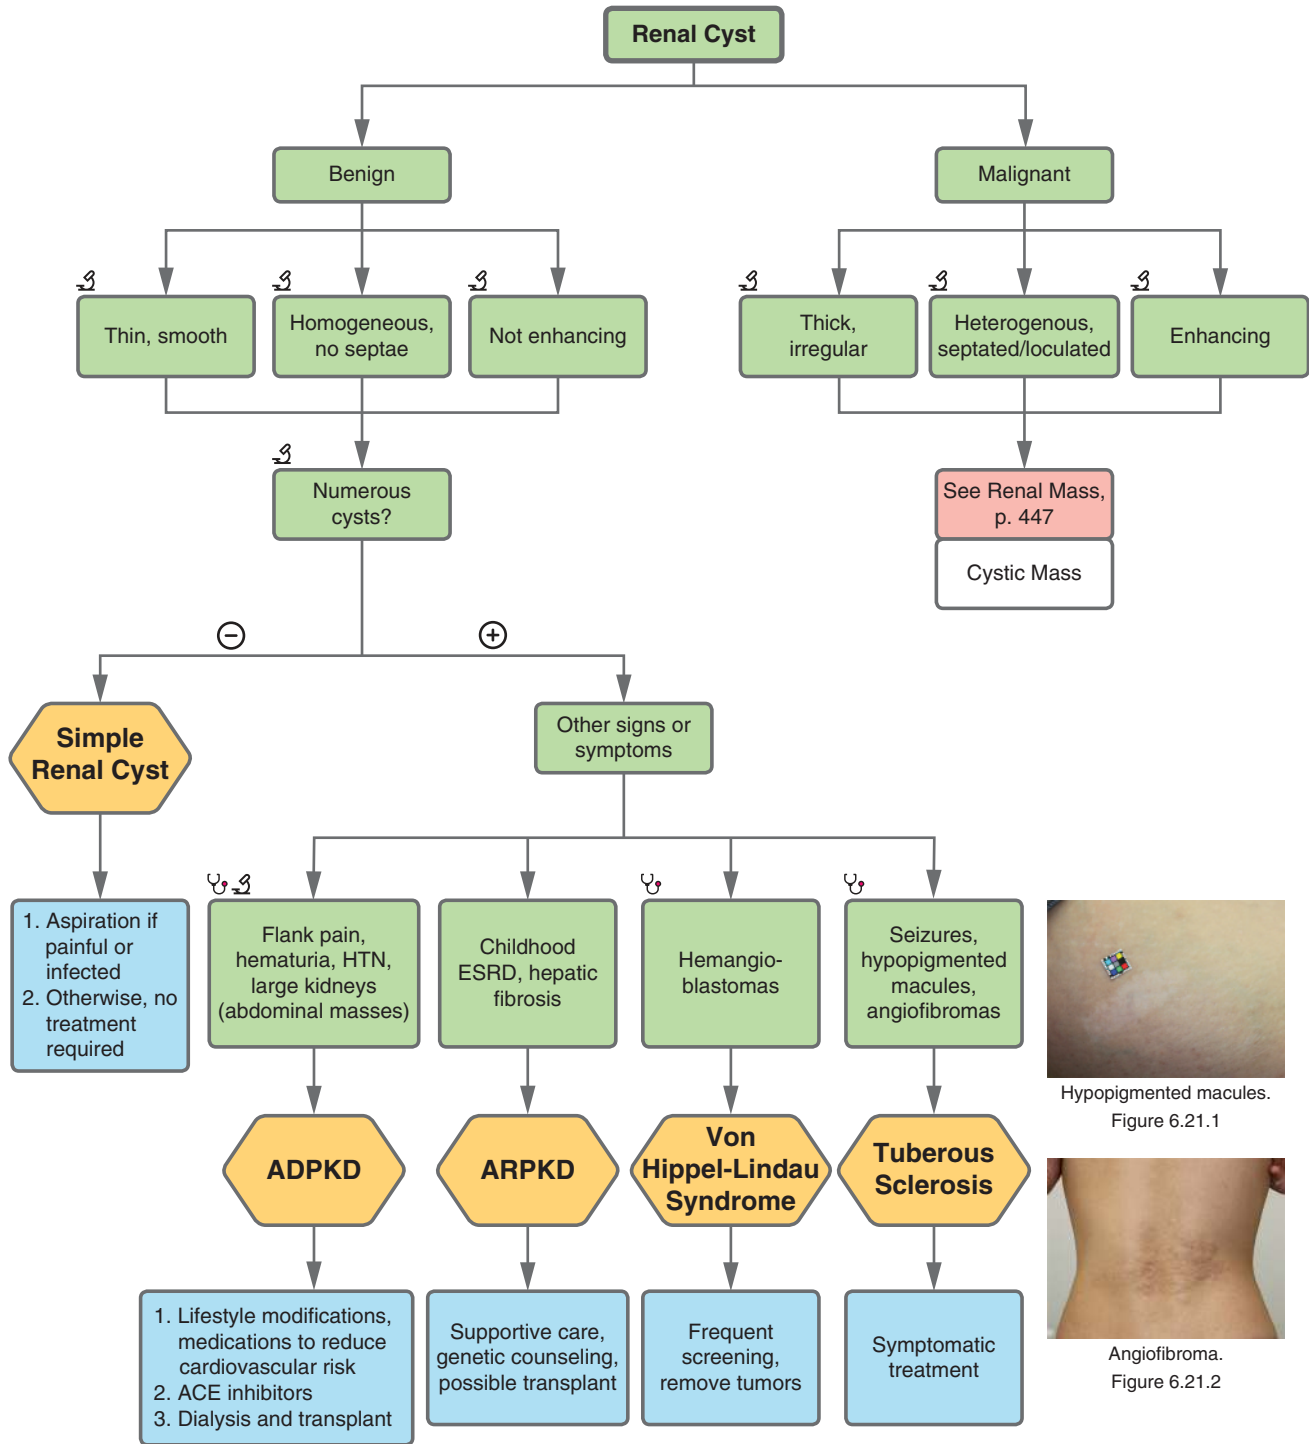 Renal Cyst
Benign
Malignant
Thin, smooth
Homogeneous,
no septae
Not enhancing
Thick,
irregular
Heterogenous,
septated/loculated
Enhancing
Numerous
cysts?
See Renal Mass,
p. 447
Cystic Mass
Simple
Renal Cyst
Other signs or
symptoms
1. Aspiration if
painful or
infected
2. Otherwise, no
treatment
required
Flank pain,
hematuria, HTN,
large kidneys
(abdominal masses)
Childhood
ESRD, hepatic
fibrosis
Hemangio-
blastomas
Seizures,
hypopigmented
macules,
angiofibromas
Hypopigmented macules.
Figure 6.21.1
ADPKD
ARPKD
Von
Hippel-Lindau
Syndrome
Tuberous
Sclerosis
1. Lifestyle modifications,
medications to reduce
cardiovascular risk
2. ACE inhibitors
3. Dialysis and transplant
Supportive care,
genetic counseling,
possible transplant
Frequent
screening,
remove tumors
Symptomatic
treatment
Angiofibroma.
Figure 6.21.2